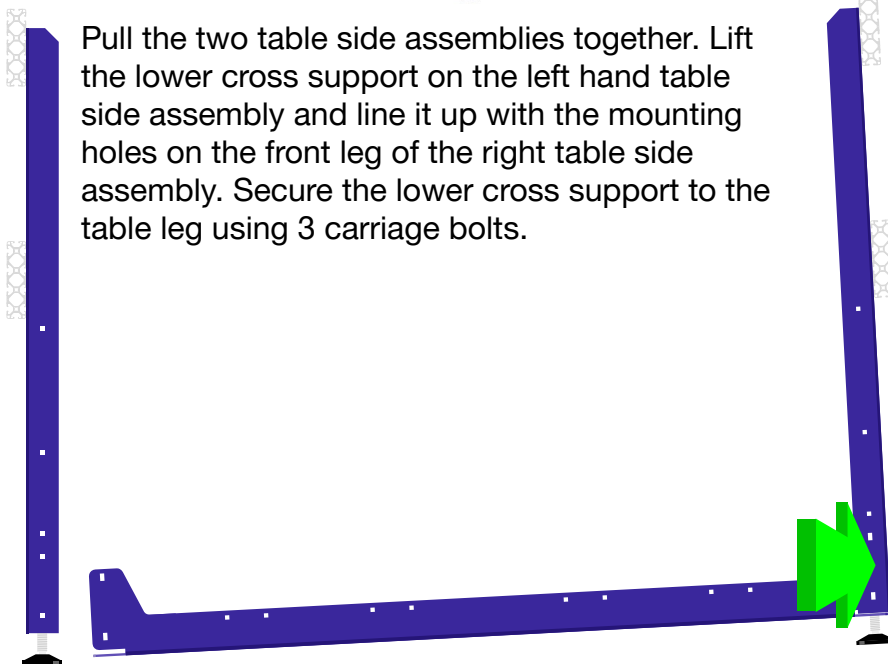 Pull the two table side assemblies together. Lift
the lower cross support on the left hand table
side assembly and line it up with the mounting
holes on the front leg of the right table side
assembly. Secure the lower cross support to the
table leg using 3 carriage bolts.